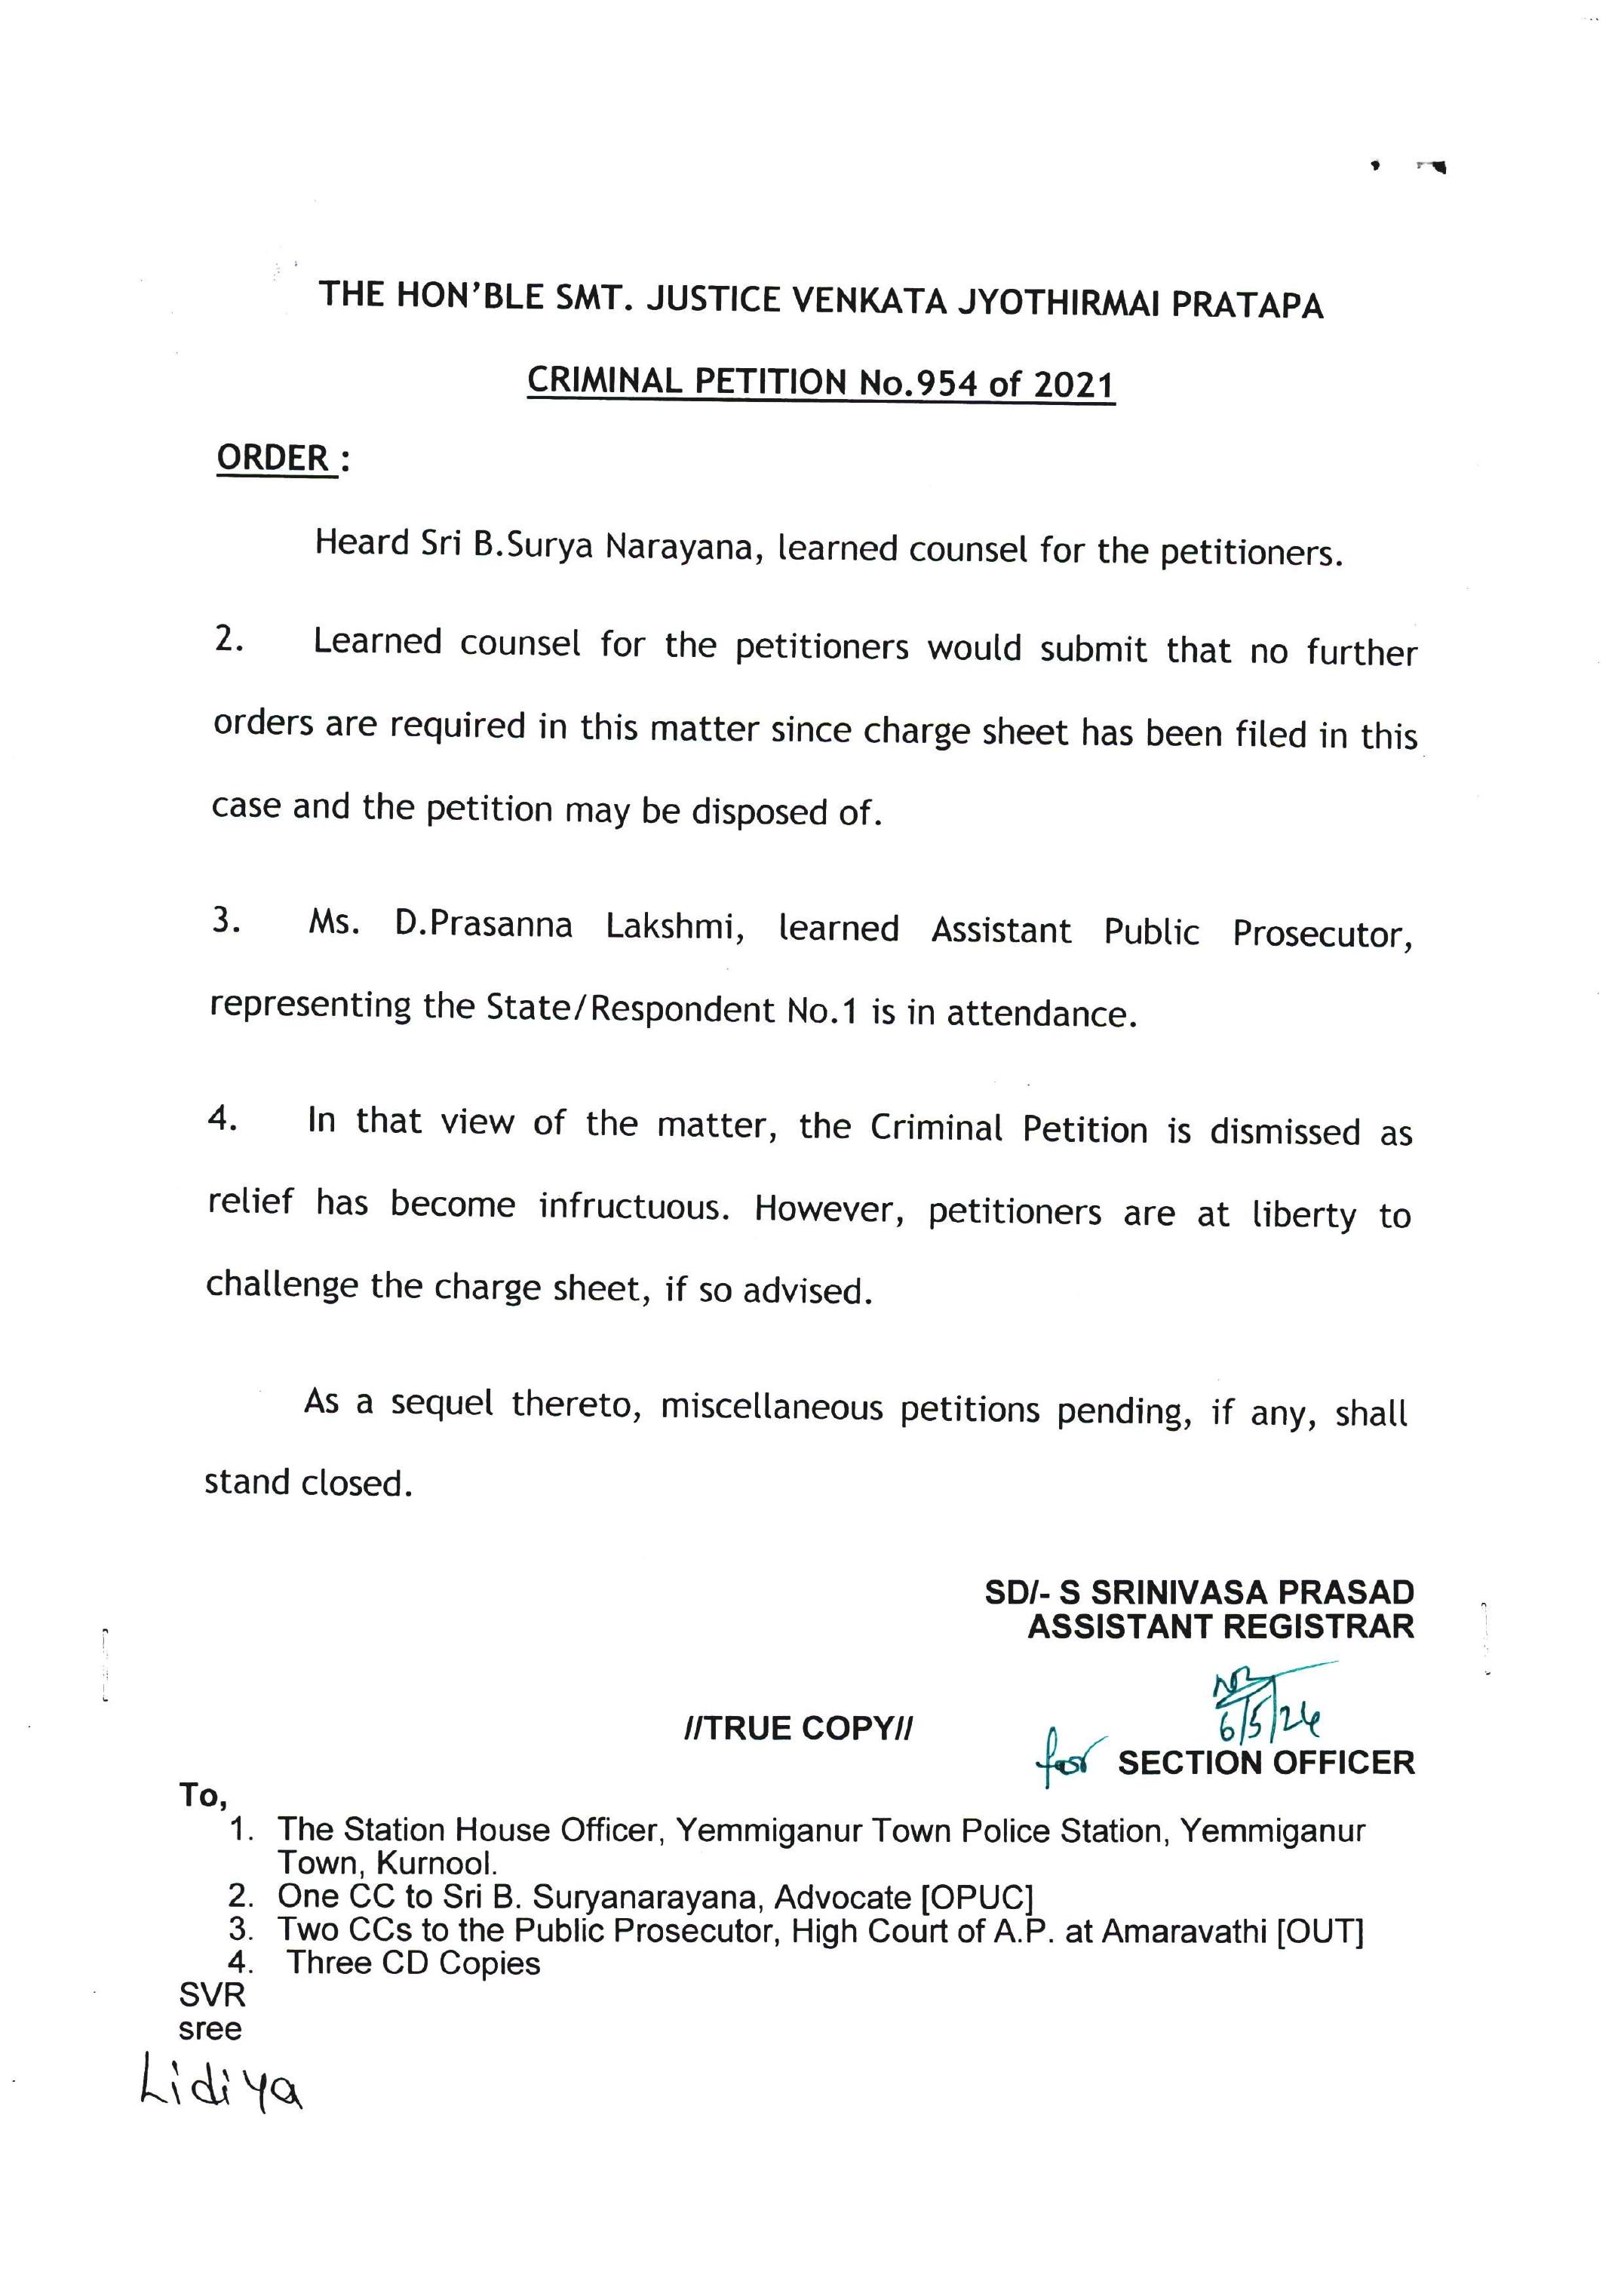 THE HON'BLE SMT. JUSTICE VENKATA JYOTHIRMAI PRATAPA
CRIMINAL PETITION No.954 of 2021
ORDER :
Heard Sri B.Surya Narayana, learned counsel for the petitioners.
2. Learned counsel for the petitioners would submit that no further
orders are required in this matter since charge sheet has been filed in this
case and the petition may be disposed of.
3. Ms. D.Prasanna Lakshmi, learned Assistant Public Prosecutor,
representing the State/Respondent No.1 is in attendance.
4. In that view of the matter, the Criminal Petition is dismissed as
relief has become infructuous. However, petitioners are at liberty to
challenge the charge sheet, if so advised.
As a sequel thereto, miscellaneous petitions pending, if any, shall
stand closed.
SD/- S SRINIVASA PRASAD
ASSISTANT REGISTRAR
6/5/24
//TRUE COPY//
for SECTION OFFICER
To,
1. The Station House Officer, Yemmiganur Town Police Station, Yemmiganur
Town, Kurnool.
2. One CC to Sri B. Suryanarayana, Advocate [OPUC]
3. Two CCs to the Public Prosecutor, High Court of A.P. at Amaravathi [OUT]
4. Three CD Copies
SVR
sree
Lidiya